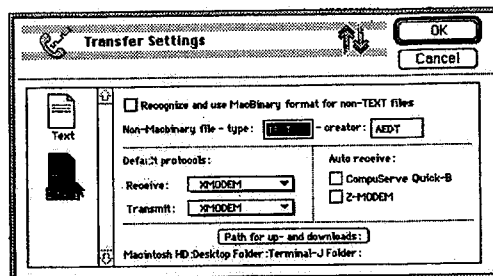 Transfer Settings
OK
Cancel
Text
Recognize and use MacBinary format for non-TEXT files
Non-Macbinary file - type: - creator: AEDT
Default protocols:
Receive: XMODEM
Transmit: XMODEM
Auto receive:
CompuServe Quick-B
Z-MODEM
Path for up- and downloads:
Macintosh HD:Desktop Folder:Terminal-J Folder: